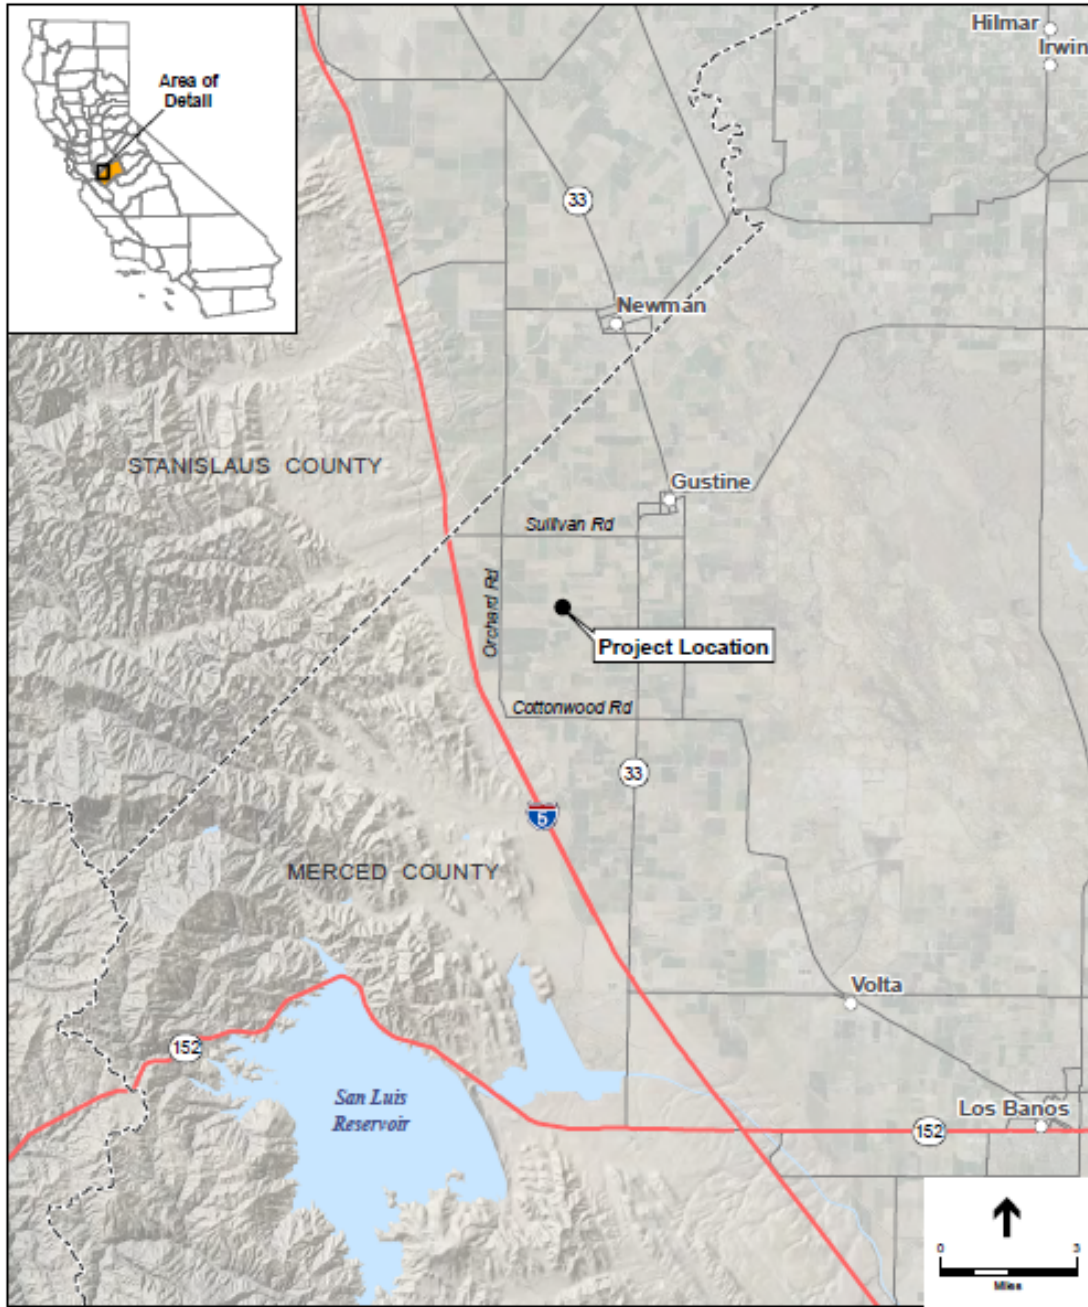 Hilmar
Irwin
Area of
Detail
33
Newman
STANISLAUS COUNTY
Gustine
Sullivan Rd
Orchard Rd
Project Location
Cottonwood Rd
33
5
MERCED COUNTY
Volta
152
San Luis
Reservoir
Los Banos
152
0 3
Miles